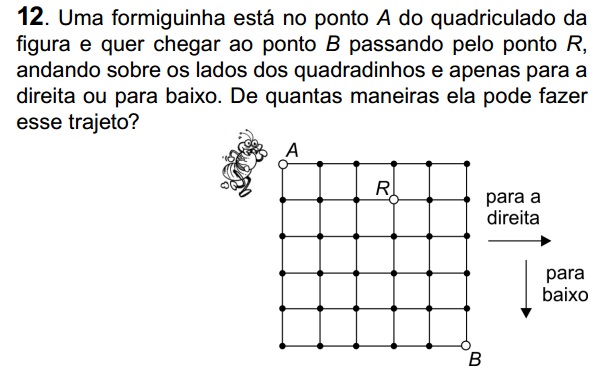 12. Uma formiguinha está no ponto A do quadriculado da
figura e quer chegar ao ponto B passando pelo ponto R,
andando sobre os lados dos quadradinhos e apenas para a
direita ou para baixo. De quantas maneiras ela pode fazer
esse trajeto?
A
R
para a
direita
para
baixo
B